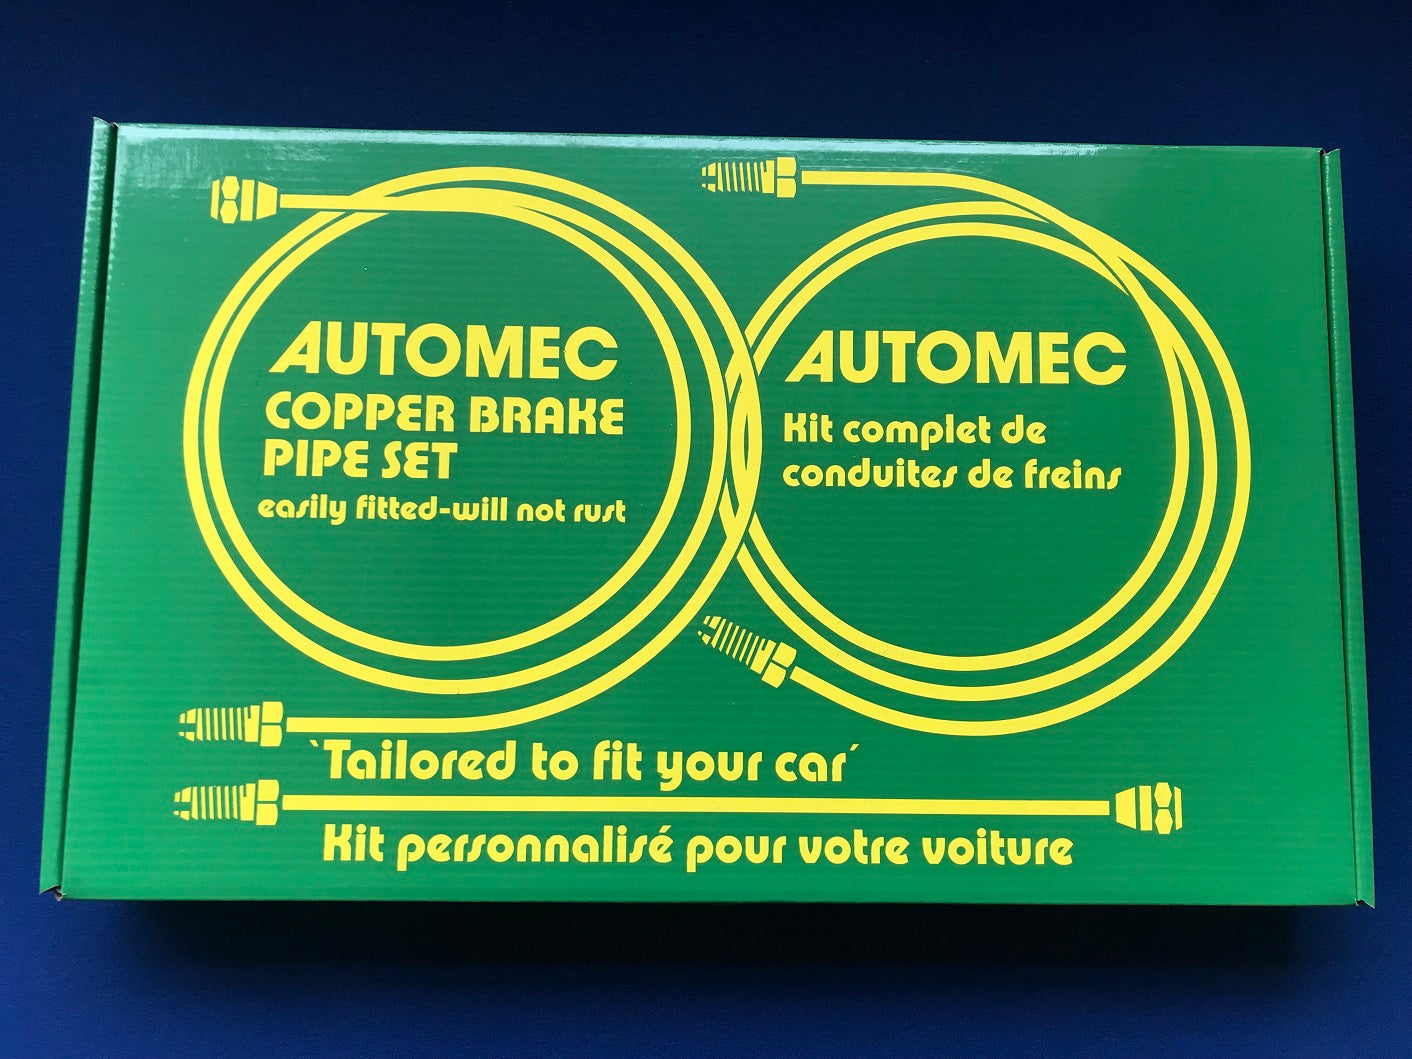 AUTOMEC
COPPER BRAKE
PIPE SET
easily fitted-will not rust
AUTOMEC
Kit complet de
conduites de freins
`Tailored to fit your car´
Kit personnalisé pour votre voiture